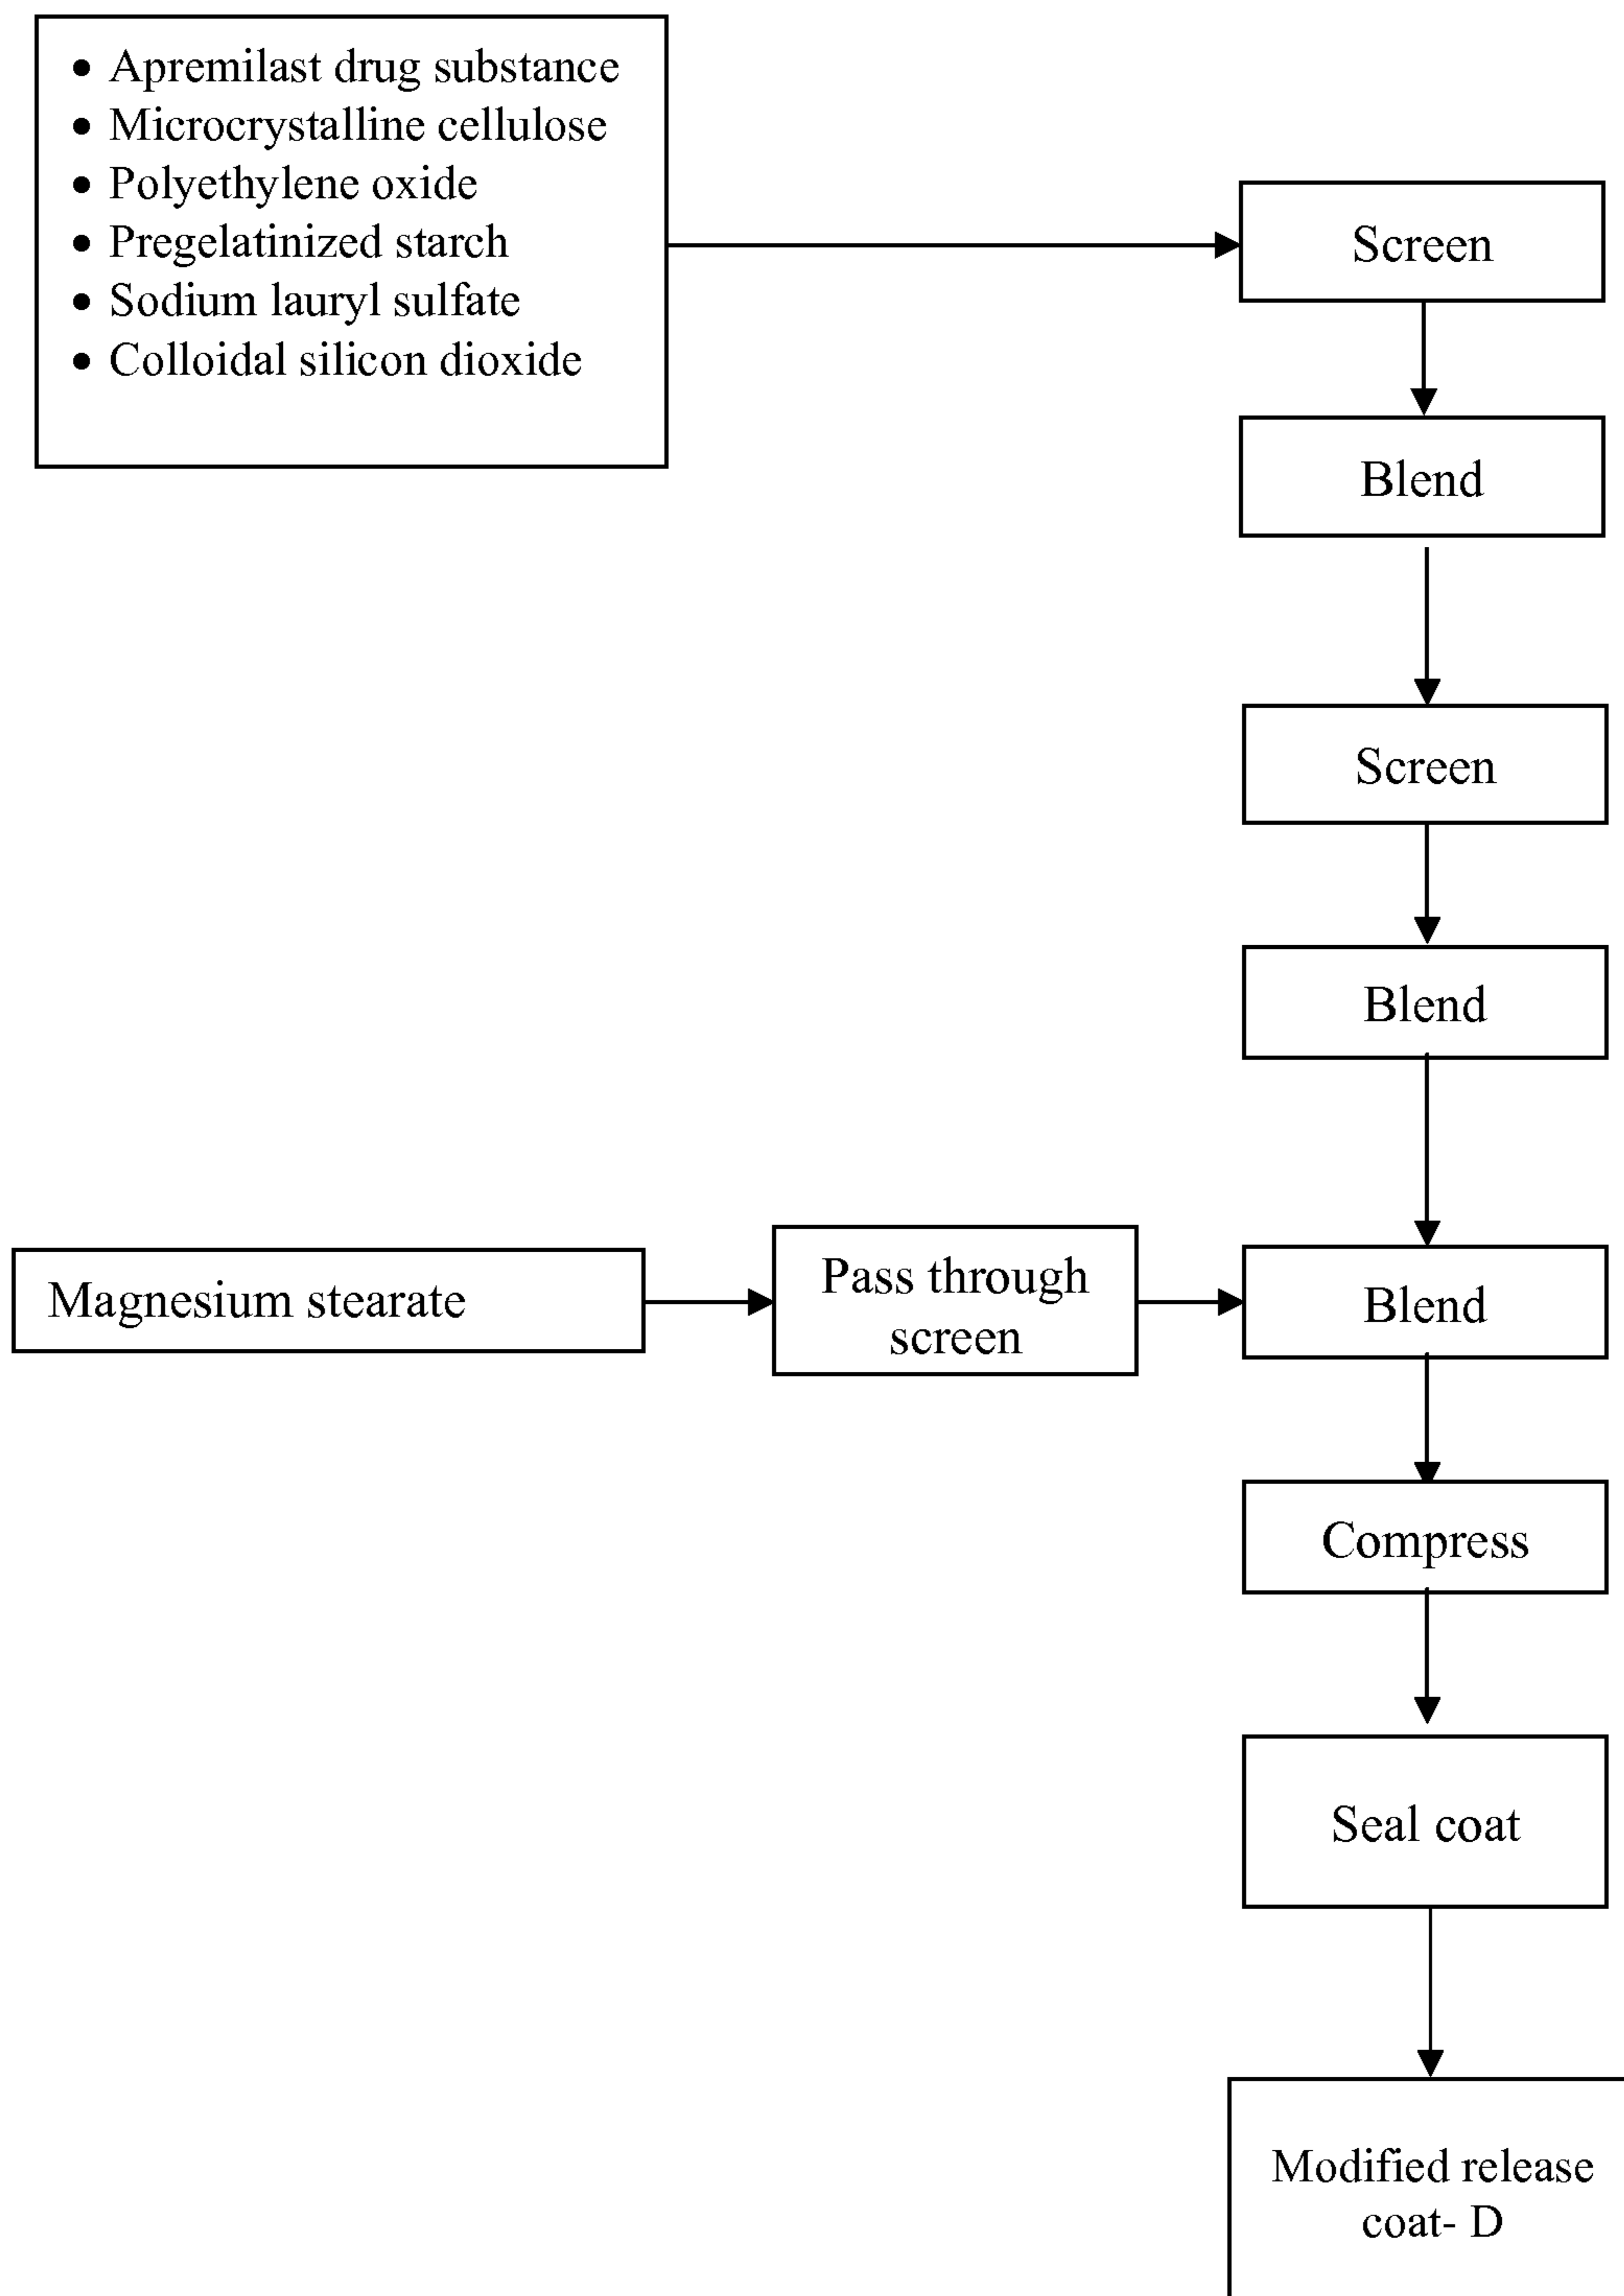 • Apremilast drug substance
• Microcrystalline cellulose
• Polyethylene oxide
• Pregelatinized starch
• Sodium lauryl sulfate
• Colloidal silicon dioxide
Screen
Blend
Screen
Blend
Magnesium stearate
Pass through
screen
Blend
Compress
Seal coat
Modified release
coat- D